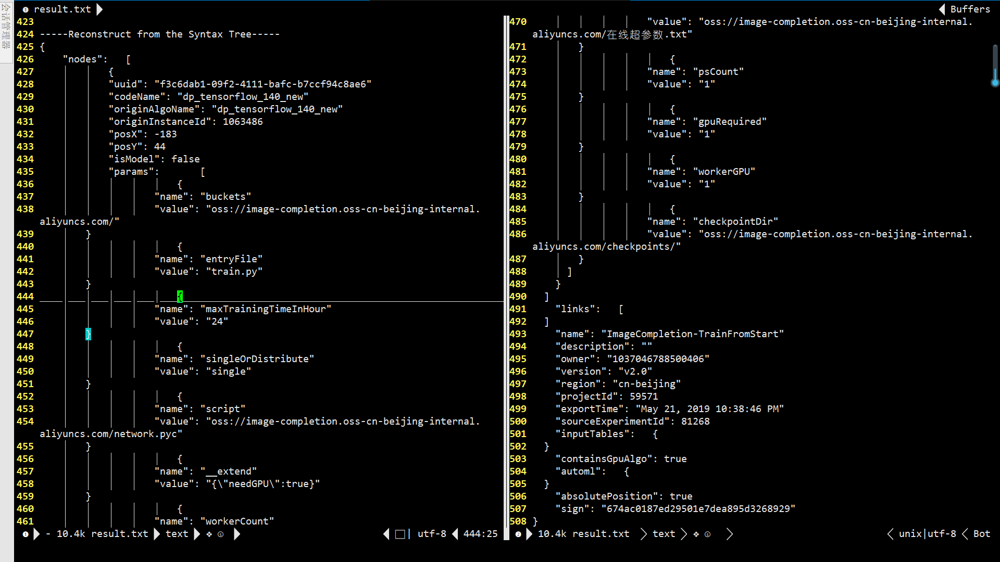 会话管理器
❶ result.txt
Buffers
423
424 -----Reconstruct from the Syntax Tree-----
425 {
426 "nodes": [
427 {
428 "uuid": "f3c6dab1-09f2-4111-bafc-b7ccf94c8ae6"
429 "codeName": "dp_tensorflow_140_new"
430 "originAlgoName": "dp_tensorflow_140_new"
431 "originInstanceId": 1063486
432 "posX": -183
433 "posY": 44
434 "isModel": false
435 "params": [
436 {
437 "name": "buckets"
438 "value": "oss://image-completion.oss-cn-beijing-internal.
aliyuncs.com/"
439 }
440 {
441 "name": "entryFile"
442 "value": "train.py"
443 }
444 {
445 "name": "maxTrainingTimeInHour"
446 "value": "24"
447 }
448 {
449 "name": "singleOrDistribute"
450 "value": "single"
451 }
452 {
453 "name": "script"
454 "value": "oss://image-completion.oss-cn-beijing-internal.
aliyuncs.com/network.pyc"
455 }
456 {
457 "name": "__extend"
458 "value": "{\"needGPU\":true}"
459 }
460 {
461 "name": "workerCount"
❶ - 10.4k result.txt text ❖ ⓢ utf-8 444:25
470 "value": "oss://image-completion.oss-cn-beijing-internal.
aliyuncs.com/在线超参数.txt"
471 }
472 {
473 "name": "psCount"
474 "value": "1"
475 }
476 {
477 "name": "gpuRequired"
478 "value": "1"
479 }
480 {
481 "name": "workerGPU"
482 "value": "1"
483 }
484 {
485 "name": "checkpointDir"
486 "value": "oss://image-completion.oss-cn-beijing-internal.
aliyuncs.com/checkpoints/"
487 }
488 ]
489 }
490 ]
491 "links": [
492 ]
493 "name": "ImageCompletion-TrainFromStart"
494 "description": ""
495 "owner": "1037046788500406"
496 "version": "v2.0"
497 "region": "cn-beijing"
498 "projectId": 59571
499 "exportTime": "May 21, 2019 10:38:46 PM"
500 "sourceExperimentId": 81268
501 "inputTables": {
502 }
503 "containsGpuAlgo": true
504 "automl": {
505 }
506 "absolutePosition": true
507 "sign": "674ac0187ed29501e7dea895d3268929"
508 }
❷ 10.4k result.txt text ❖ ⓢ unix|utf-8 Bot